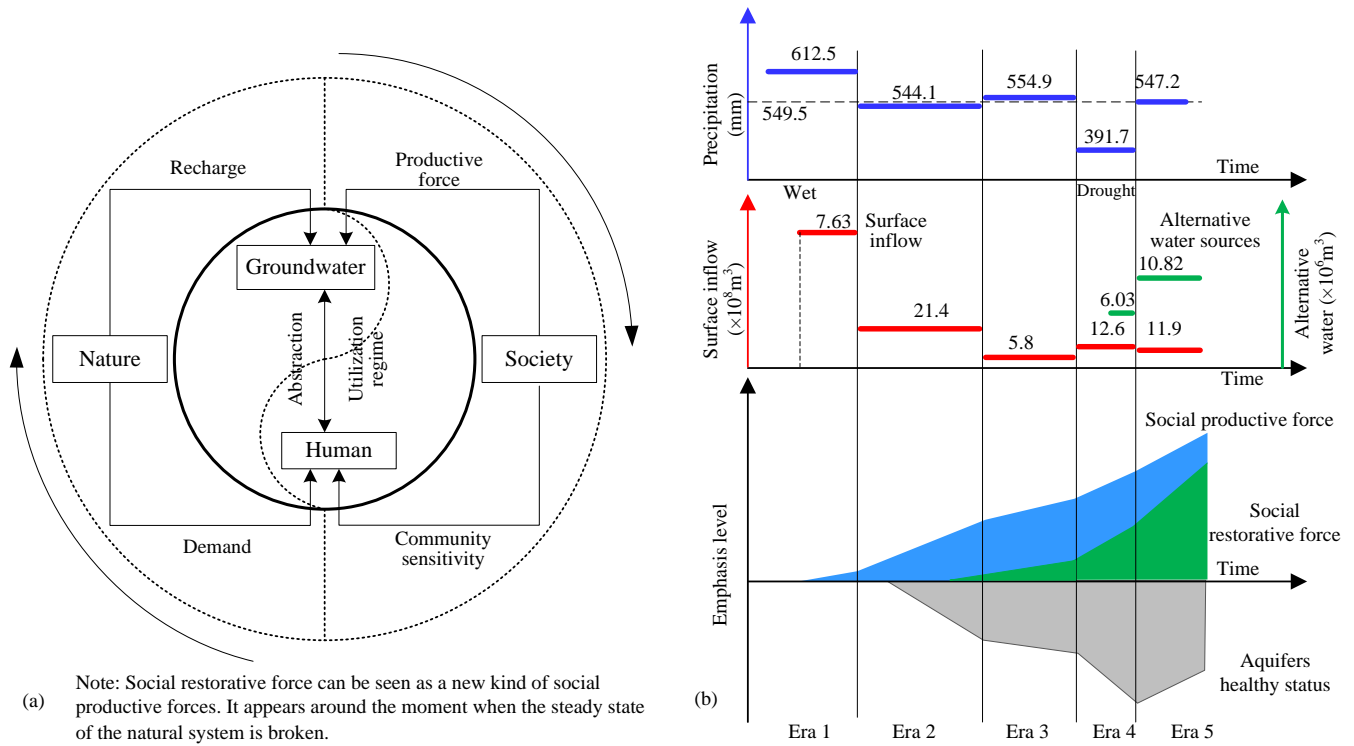 Recharge
Productive
force
Groundwater
Nature
Society
Abstraction
Utilization
regime
Human
Demand
Community
sensitivity
(a)
Note: Social restorative force can be seen as a new kind of social
productive forces. It appears around the moment when the steady state
of the natural system is broken.
Precipitation
(mm)
612.5
549.5
544.1
554.9
391.7
547.2
Time
Wet
Drought
Surface inflow
(×10⁸m³)
7.63
Surface
inflow
21.4
5.8
12.6
11.9
6.03
10.82
Alternative
water sources
Alternative
water (×10⁶m³)
Time
Emphasis level
Social productive force
Social
restorative force
Time
Aquifers
healthy status
(b)
Era 1
Era 2
Era 3
Era 4
Era 5